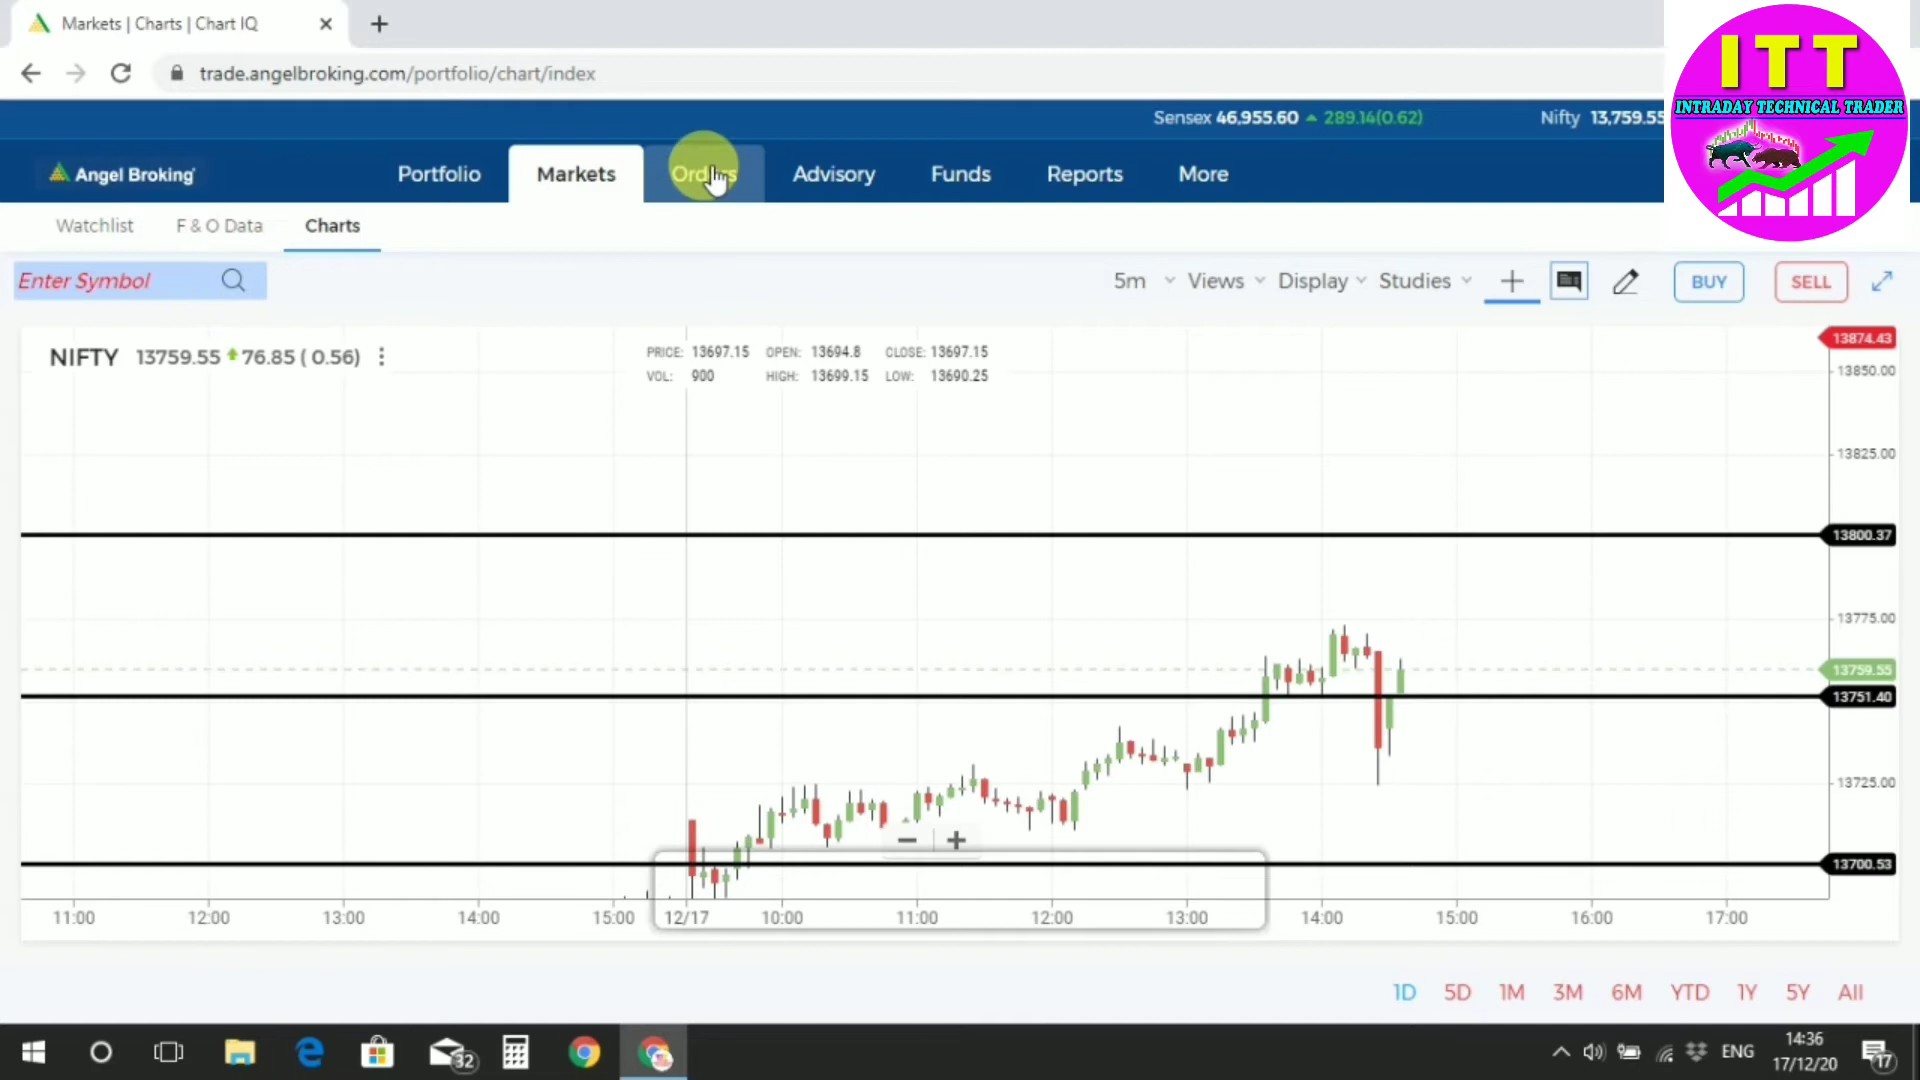 Markets | Charts | Chart IQ
trade.angelbroking.com/portfolio/chart/index
ITT
INTRADAY TECHNICAL TRADER
Sensex 46,955.60 289.14(0.62) Nifty 13,759.55
Angel Broking Portfolio Markets Orders Advisory Funds Reports More
Watchlist F & O Data Charts
Enter Symbol 5m Views Display Studies BUY SELL
NIFTY 13759.55 76.85 ( 0.56)
PRICE: 13697.15 OPEN: 13694.8 CLOSE: 13697.15
VOL: 900 HIGH: 13699.15 LOW: 13690.25
13874.43
13850.00
13825.00
13800.37
13775.00
13759.55
13751.40
13725.00
13700.53
11:00 12:00 13:00 14:00 15:00 12/17 10:00 11:00 12:00 13:00 14:00 15:00 16:00 17:00
1D 5D 1M 3M 6M YTD 1Y 5Y All
32
ENG
14:36
17/12/20
17